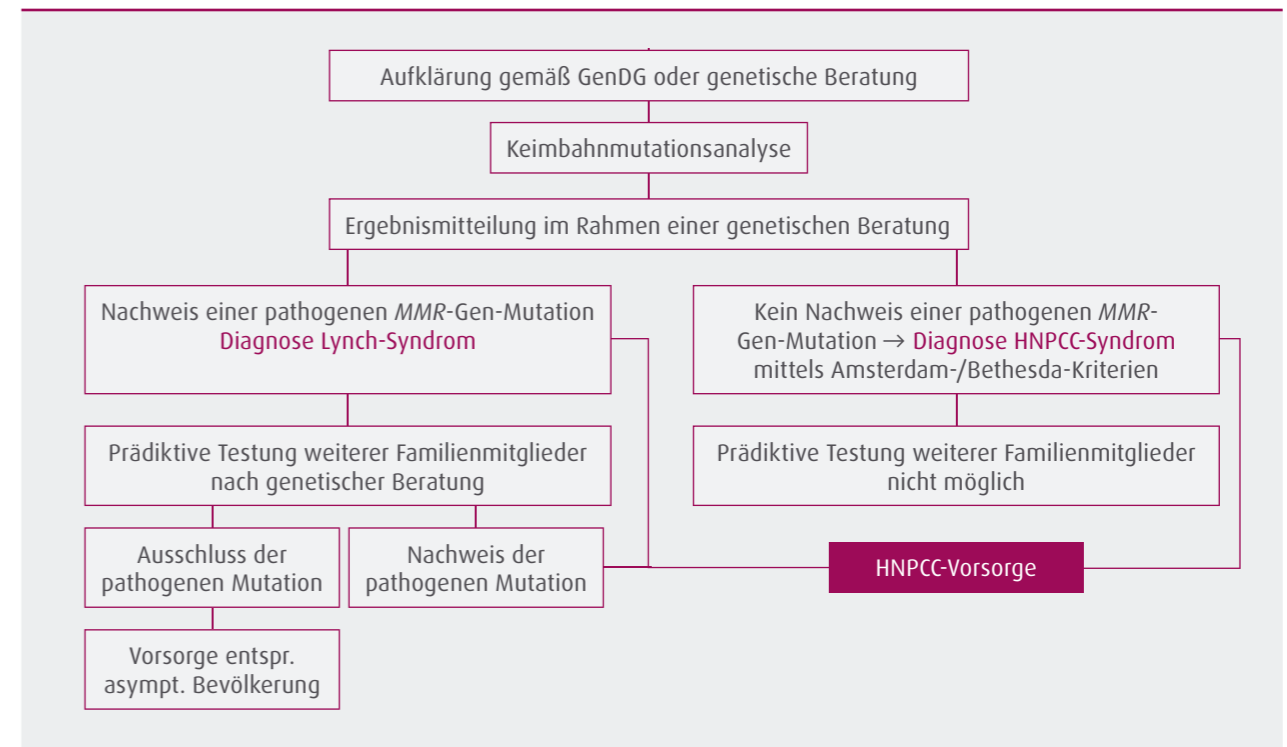 Aufklärung gemäß GenDG oder genetische Beratung
Keimbahnmutationsanalyse
Ergebnismitteilung im Rahmen einer genetischen Beratung
Nachweis einer pathogenen MMR-Gen-Mutation
Diagnose Lynch-Syndrom
Kein Nachweis einer pathogenen MMR-
Gen-Mutation → Diagnose HNPCC-Syndrom
mittels Amsterdam-/Bethesda-Kriterien
Prädiktive Testung weiterer Familienmitglieder
nach genetischer Beratung
Prädiktive Testung weiterer Familienmitglieder
nicht möglich
Ausschluss der
pathogenen Mutation
Nachweis der
pathogenen Mutation
HNPCC-Vorsorge
Vorsorge entspr.
asympt. Bevölkerung